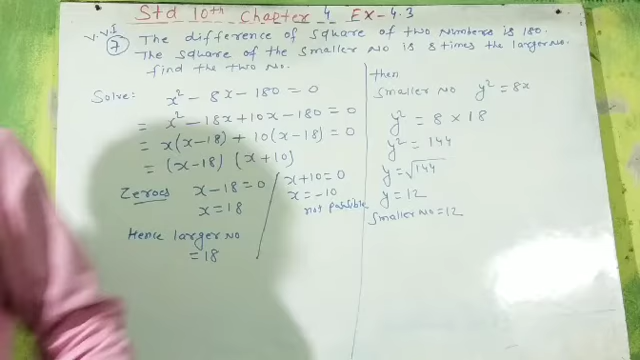 Std 10th Chapter 4 Ex-4.3
V.V.I
7 The difference of square of two numbers is 180.
The square of the smaller no is 8 times the larger no.
find the two no.
Solve: x² - 8x - 180 = 0
= x² - 18x + 10x - 180 = 0
= x(x-18) + 10(x-18) = 0
= (x-18) (x+10)
Zeroes x - 18 = 0
x = 18
x + 10 = 0
x = -10
not possible
Hence larger no
= 18
then
Smaller no y² = 8x
y² = 8 × 18
y² = 144
y = √144
y = 12
Smaller no = 12